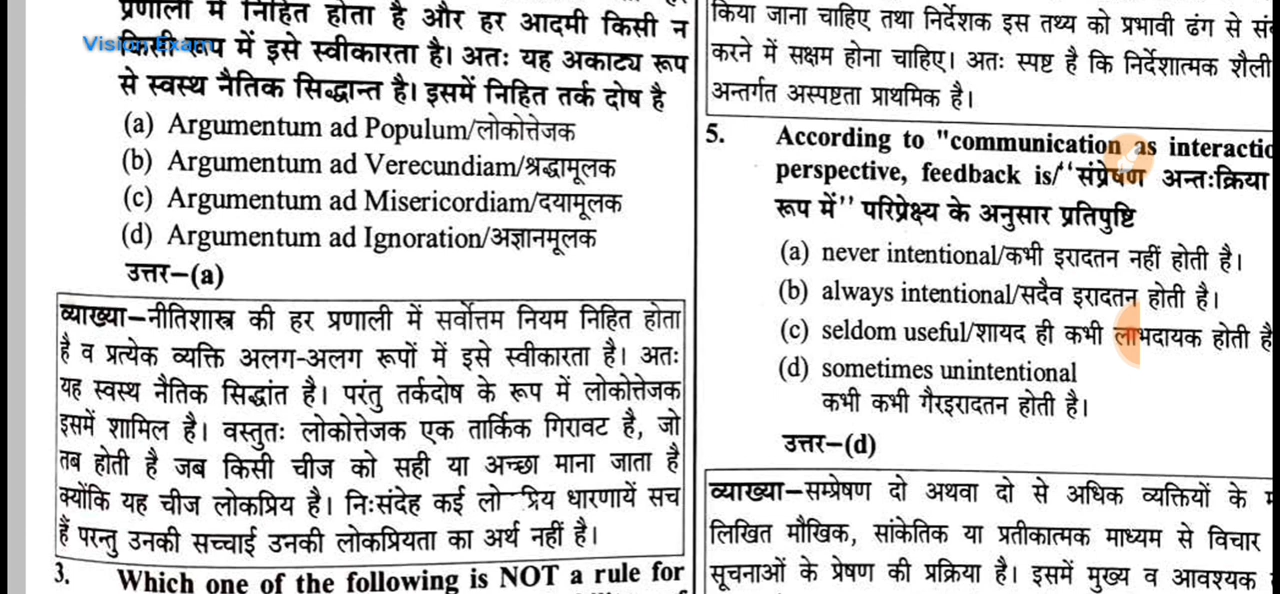 प्रणाली में निहित होता है और हर आदमी किसी न
Vision Exam
किसी रूप में इसे स्वीकारता है। अतः यह अकाट्य रूप
से स्वस्थ नैतिक सिद्धान्त है। इसमें निहित तर्क दोष है
(a) Argumentum ad Populum/लोकोत्तेजक
(b) Argumentum ad Verecundiam/श्रद्धामूलक
(c) Argumentum ad Misericordiam/दयामूलक
(d) Argumentum ad Ignoration/अज्ञानमूलक
उत्तर–(a)
व्याख्या–नीतिशास्त्र की हर प्रणाली में सर्वोत्तम नियम निहित होता
है व प्रत्येक व्यक्ति अलग-अलग रूपों में इसे स्वीकारता है। अतः
यह स्वस्थ नैतिक सिद्धांत है। परंतु तर्कदोष के रूप में लोकोत्तेजक
इसमें शामिल है। वस्तुतः लोकोत्तेजक एक तार्किक गिरावट है, जो
तब होती है जब किसी चीज को सही या अच्छा माना जाता है
क्योंकि यह चीज लोकप्रिय है। निःसंदेह कई लो प्रिय धारणायें सच
हैं परन्तु उनकी सच्चाई उनकी लोकप्रियता का अर्थ नहीं है।
3. Which one of the following is NOT a rule for
किया जाना चाहिए तथा निर्देशक इस तथ्य को प्रभावी ढंग से
करने में सक्षम होना चाहिए। अतः स्पष्ट है कि निर्देशात्मक शैली
अन्तर्गत अस्पष्टता प्राथमिक है।
5. According to "communication as interactio
perspective, feedback is/''संप्रेषण अन्तःक्रिया
रूप में'' परिप्रेक्ष्य के अनुसार प्रतिपुष्टि
(a) never intentional/कभी इरादतन नहीं होती है।
(b) always intentional/सदैव इरादतन होती है।
(c) seldom useful/शायद ही कभी लाभदायक होती है
(d) sometimes unintentional
कभी कभी गैरइरादतन होती है।
उत्तर–(d)
व्याख्या–सम्प्रेषण दो अथवा दो से अधिक व्यक्तियों के
लिखित मौखिक, सांकेतिक या प्रतीकात्मक माध्यम से विचार
सूचनाओं के प्रेषण की प्रक्रिया है। इसमें मुख्य व आवश्यक